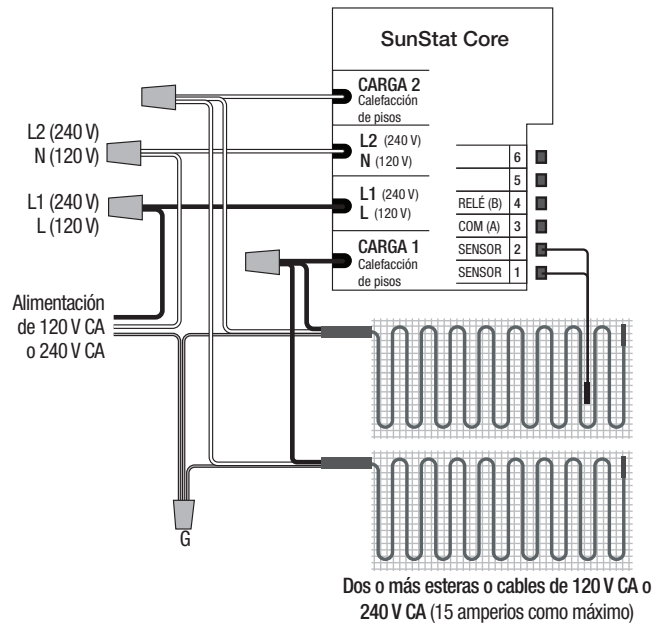 SunStat Core
CARGA 2
Calefacción
de pisos
L2 (240 V)
N (120 V)
L1 (240 V)
L (120 V)
CARGA 1
Calefacción
de pisos
6
5
RELÉ (B) 4
COM (A) 3
SENSOR 2
SENSOR 1
L2 (240 V)
N (120 V)
L1 (240 V)
L (120 V)
Alimentación
de 120 V CA
o 240 V CA
G
Dos o más esteras o cables de 120 V CA o
240 V CA (15 amperios como máximo)